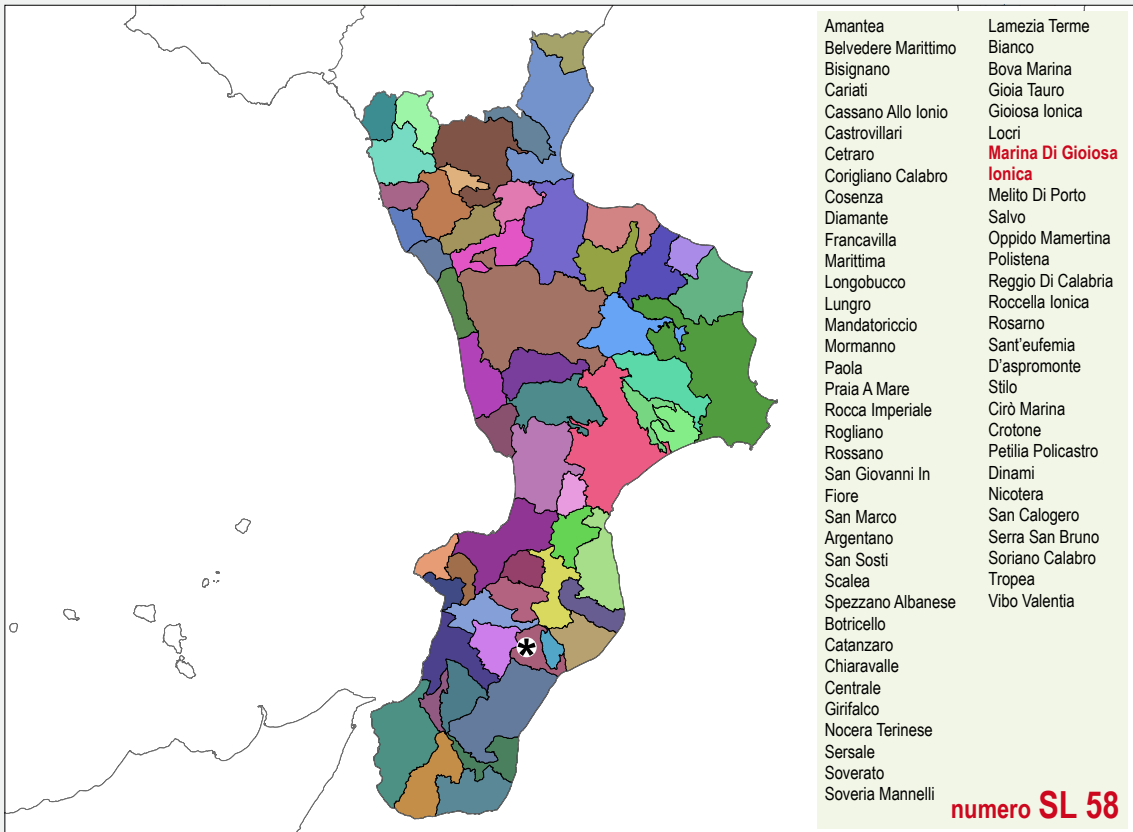 Amantea
Belvedere Marittimo
Bisignano
Cariati
Cassano Allo Ionio
Castrovillari
Cetraro
Corigliano Calabro
Cosenza
Diamante
Francavilla
Marittima
Longobucco
Lungro
Mandatoriccio
Mormanno
Paola
Praia A Mare
Rocca Imperiale
Rogliano
Rossano
San Giovanni In
Fiore
San Marco
Argentano
San Sosti
Scalea
Spezzano Albanese
Botricello
Catanzaro
Chiaravalle
Centrale
Girifalco
Nocera Terinese
Sersale
Soverato
Soveria Mannelli
Lamezia Terme
Bianco
Bova Marina
Gioia Tauro
Gioiosa Ionica
Locri
Marina Di Gioiosa
Ionica
Melito Di Porto
Salvo
Oppido Mamertina
Polistena
Reggio Di Calabria
Roccella Ionica
Rosarno
Sant'eufemia
D'aspromonte
Stilo
Cirò Marina
Crotone
Petilia Policastro
Dinami
Nicotera
San Calogero
Serra San Bruno
Soriano Calabro
Tropea
Vibo Valentia
numero SL 58
*